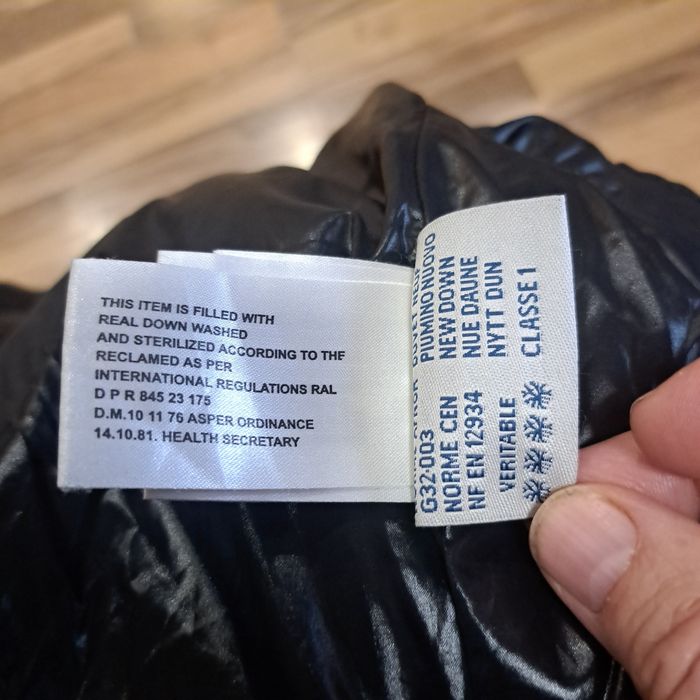 THIS ITEM IS FILLED WITH
REAL DOWN WASHED
AND STERILIZED ACCORDING TO THE
RECLAMED AS PER
INTERNATIONAL REGULATIONS RAL
D P R 845 23 175
D.M.10 11 76 ASPER ORDINANCE
14.10.81. HEALTH SECRETARY
PIUMINO NUOVO
NEW DOWN
NUE DAUNE
NYTT DUN
CLASSE 1
G32-003
NORME CEN
NF EN 12934
VERITABLE